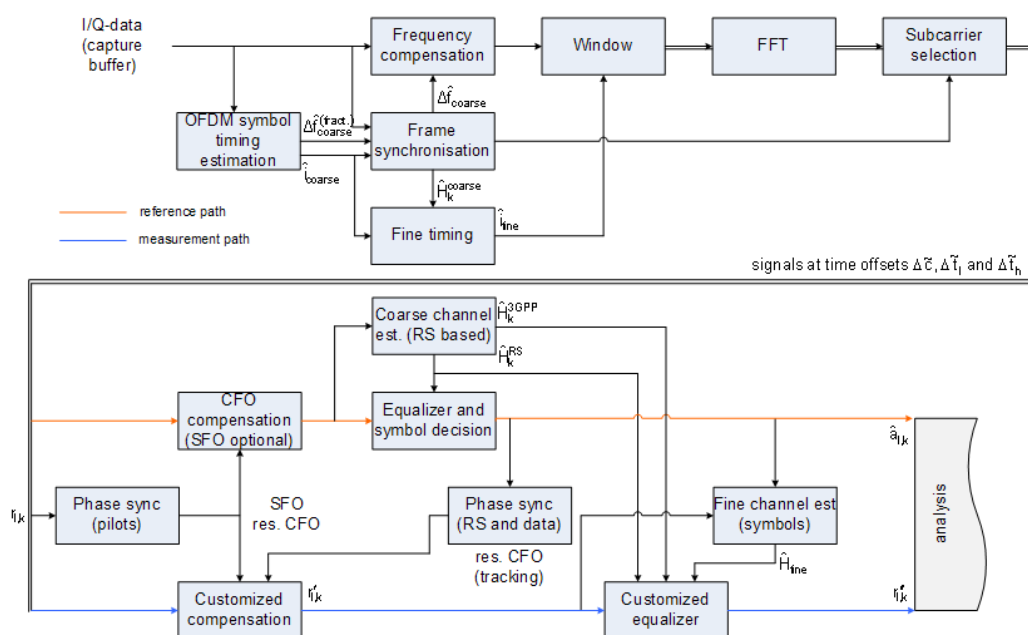 I/Q-data
(capture
buffer)
Frequency
compensation
Window
FFT
Subcarrier
selection
Δf̂coarse
OFDM symbol
timing
estimation
Δf̂(fract.)coarse
îcoarse
Frame
synchronisation
Ĥkcoarse
Fine timing
îfine
reference path
measurement path
signals at time offsets Δc̃, Δt̃l and Δt̃h
Coarse channel
est. (RS based)
Ĥk3GPP
ĤkRS
CFO
compensation
(SFO optional)
Equalizer and
symbol decision
âl,k
rl,k
Phase sync
(pilots)
SFO
res. CFO
Phase sync
(RS and data)
res. CFO
(tracking)
Fine channel est
(symbols)
Ĥfine
analysis
Customized
compensation
r'l,k
Customized
equalizer